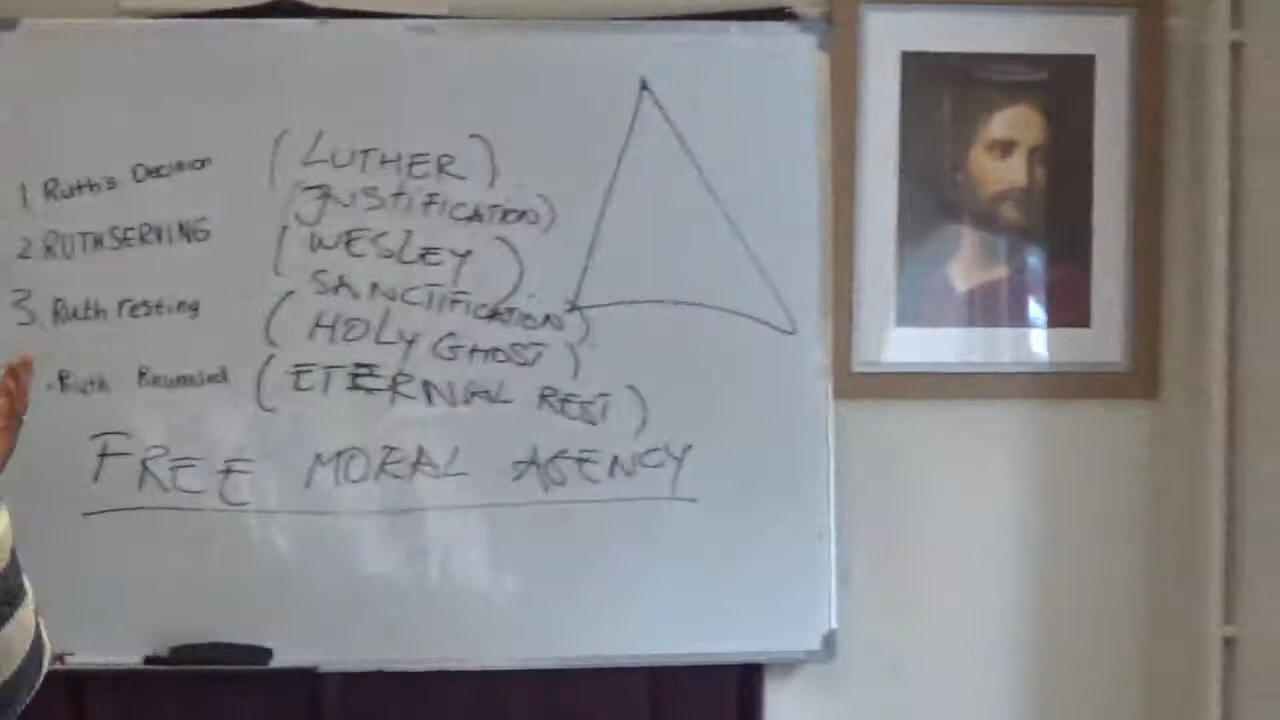 1 Ruth's Decision (LUTHER)
(JUSTIFICATION)
2 RUTH SERVING (WESLEY)
SANCTIFICATION)
3. Ruth resting (HOLY GHOST)
. Ruth Rewarded (ETERNAL REST)
FREE MORAL AGENCY